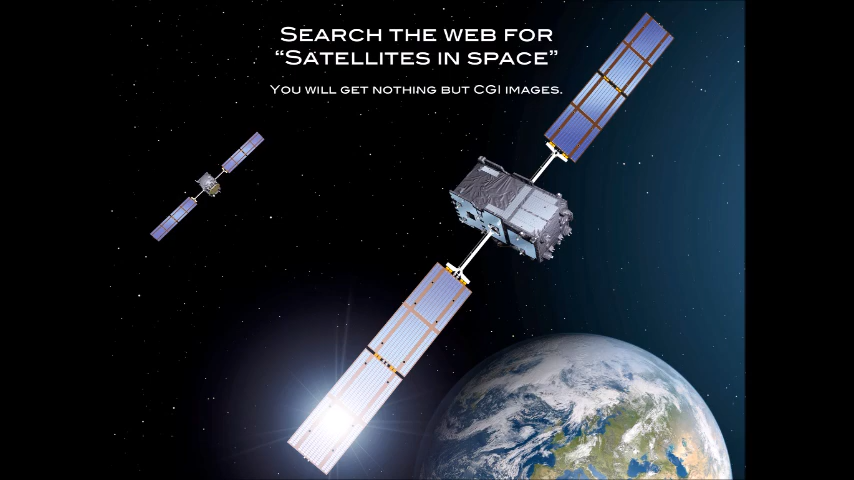 Search the web for
“Satellites in space”
You will get nothing but CGI images.